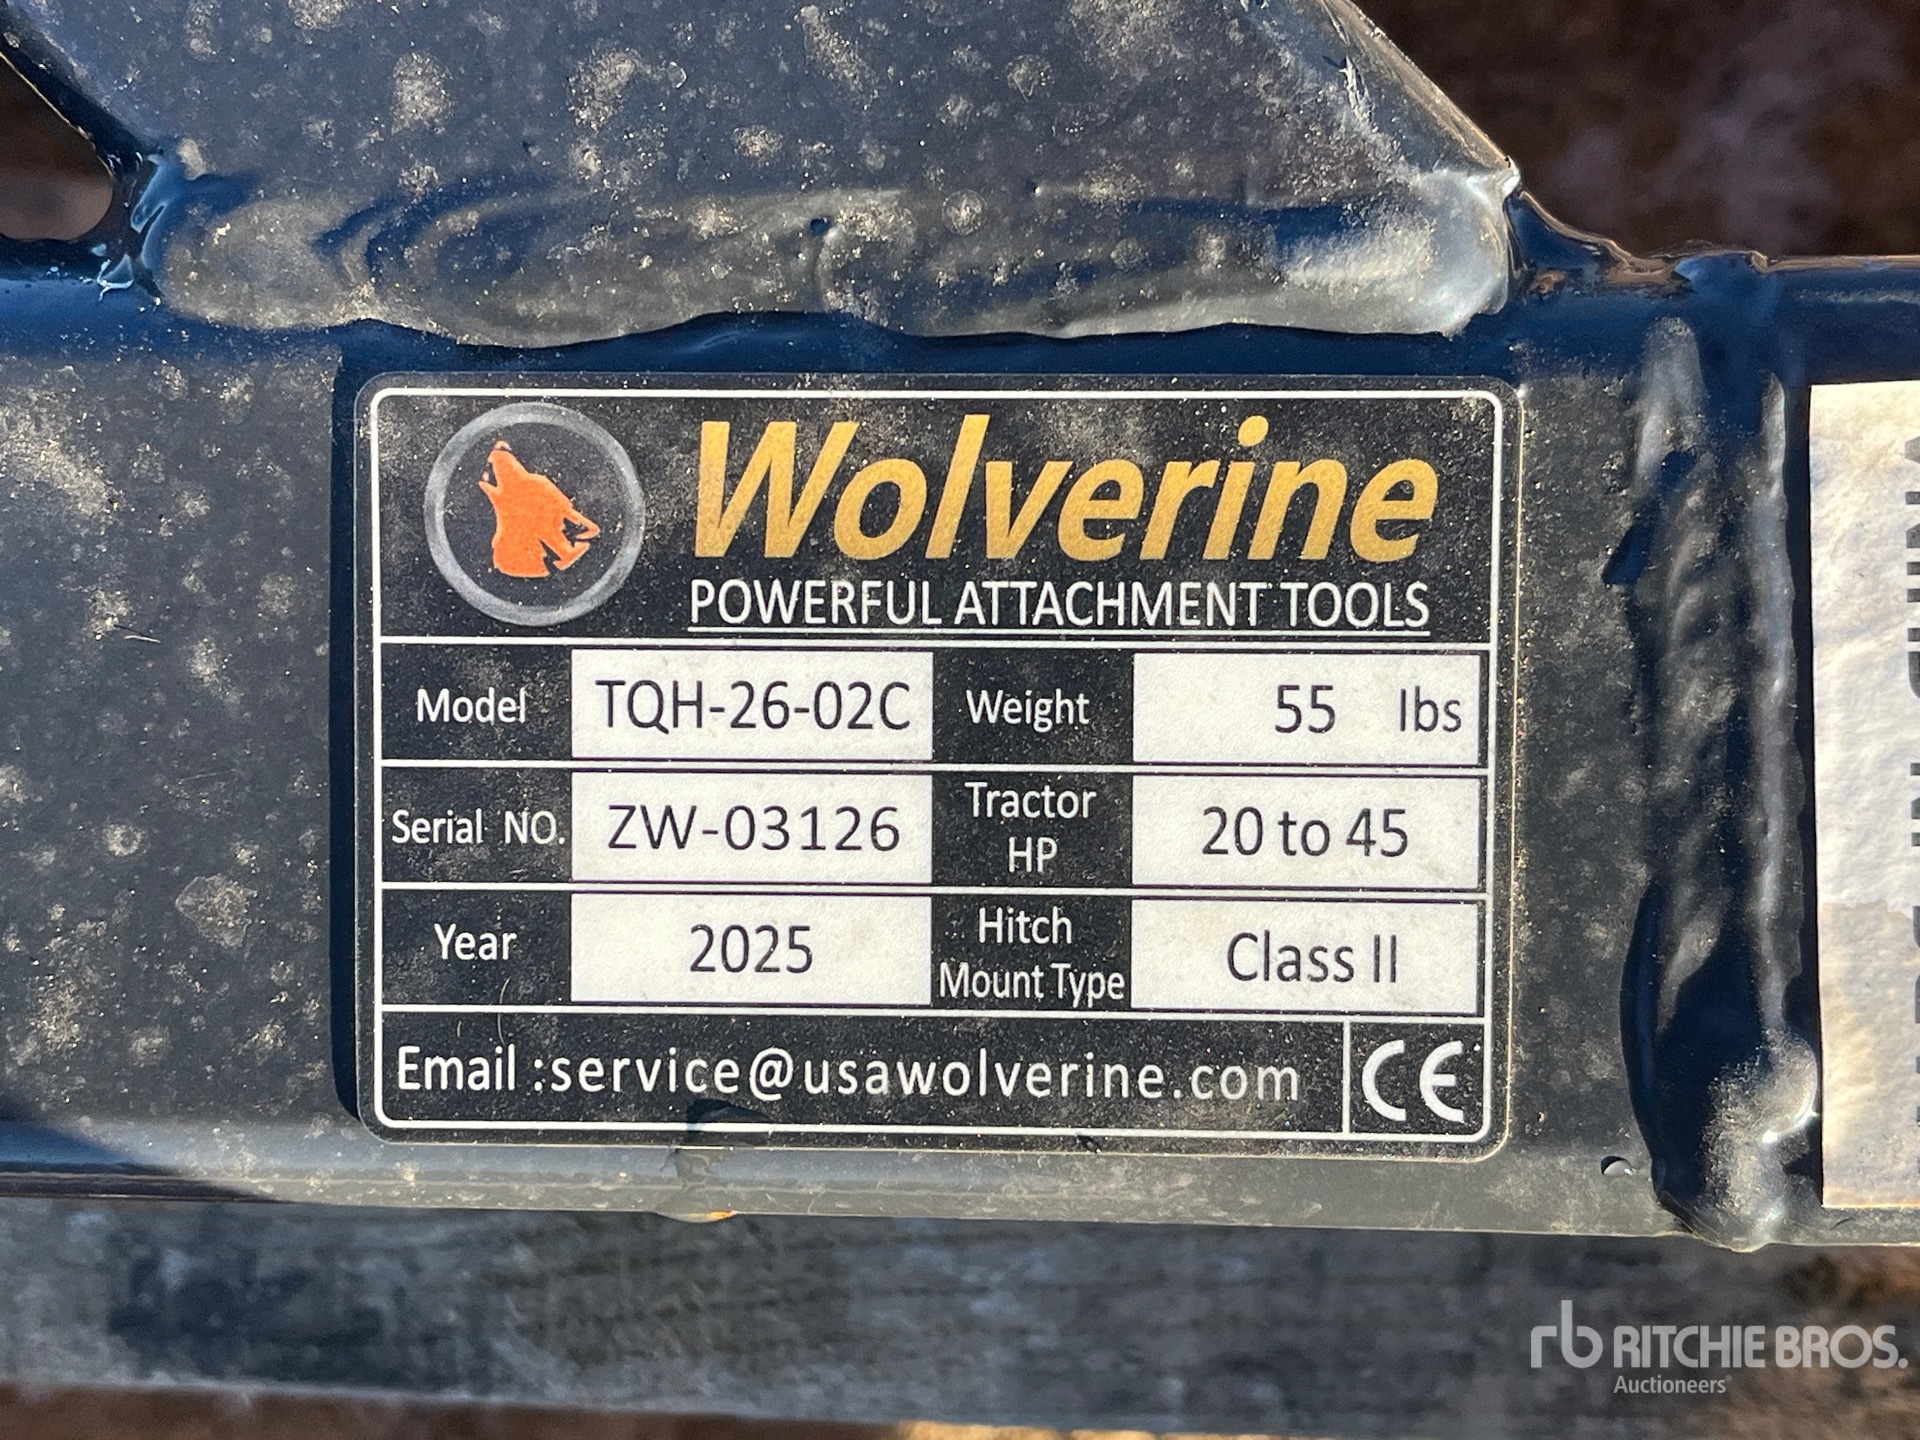 Wolverine
POWERFUL ATTACHMENT TOOLS
Model TQH-26-02C Weight 55 lbs
Serial NO. ZW-03126 Tractor HP 20 to 45
Year 2025 Hitch Mount Type Class II
Email :service@usawolverine.com CE
rb RITCHIE BROS.
Auctioneers